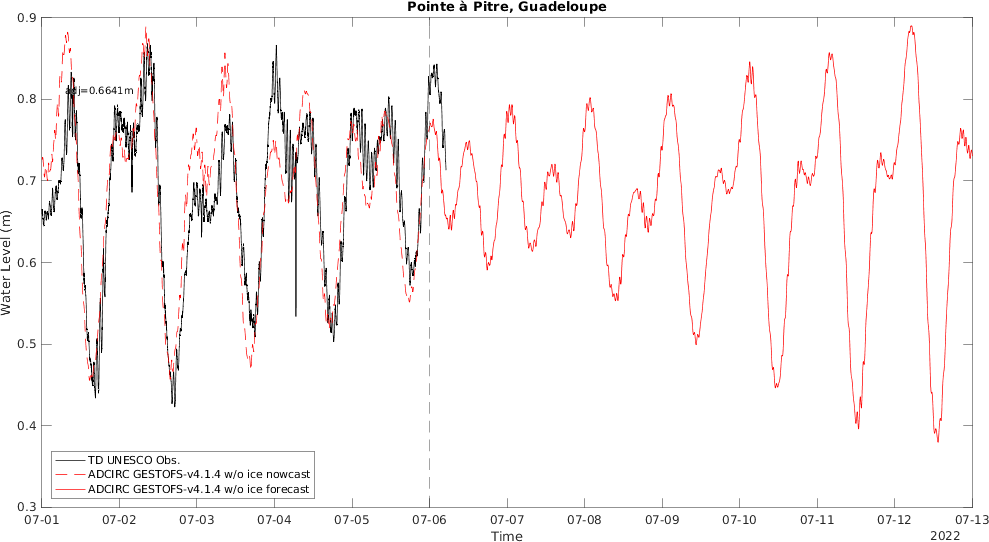 Pointe à Pitre, Guadeloupe
0.9
0.8
0.7
0.6
0.5
0.4
0.3
Water Level (m)
adj=0.6641m
TD UNESCO Obs.
ADCIRC GESTOFS-v4.1.4 w/o ice nowcast
ADCIRC GESTOFS-v4.1.4 w/o ice forecast
07-01 07-02 07-03 07-04 07-05 07-06 07-07 07-08 07-09 07-10 07-11 07-12 07-13
Time
2022